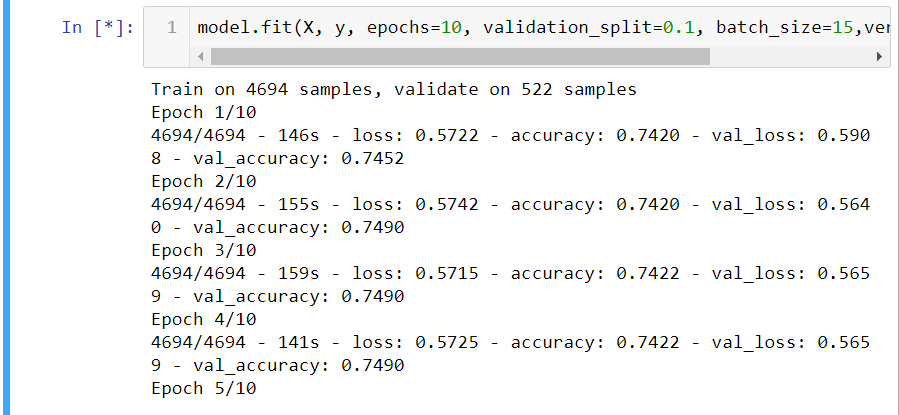 In [*]:
1 model.fit(X, y, epochs=10, validation_split=0.1, batch_size=15,ver
Train on 4694 samples, validate on 522 samples
Epoch 1/10
4694/4694 - 146s - loss: 0.5722 - accuracy: 0.7420 - val_loss: 0.590
8 - val_accuracy: 0.7452
Epoch 2/10
4694/4694 - 155s - loss: 0.5742 - accuracy: 0.7420 - val_loss: 0.564
0 - val_accuracy: 0.7490
Epoch 3/10
4694/4694 - 159s - loss: 0.5715 - accuracy: 0.7422 - val_loss: 0.565
9 - val_accuracy: 0.7490
Epoch 4/10
4694/4694 - 141s - loss: 0.5725 - accuracy: 0.7422 - val_loss: 0.565
9 - val_accuracy: 0.7490
Epoch 5/10